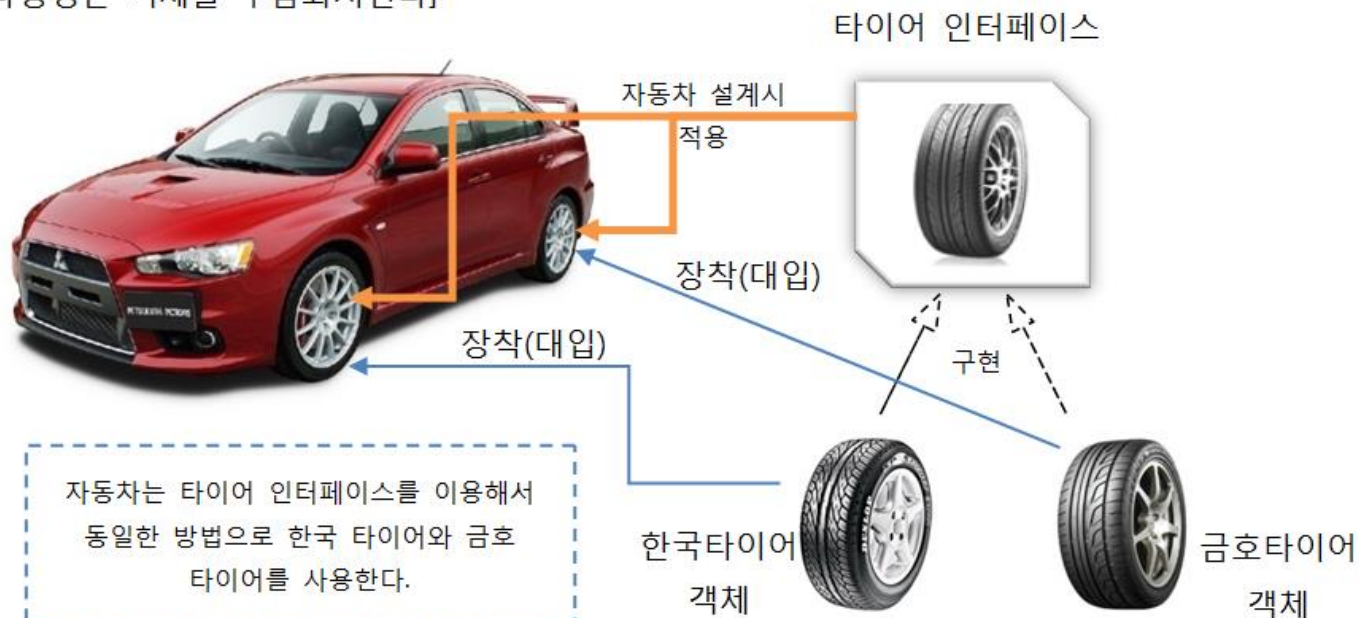 타이어 인터페이스
자동차 설계시
적용
장착(대입)
장착(대입)
구현
자동차는 타이어 인터페이스를 이용해서
동일한 방법으로 한국 타이어와 금호
타이어를 사용한다.
한국타이어
객체
금호타이어
객체